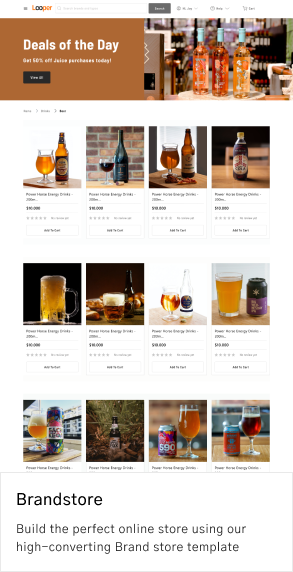 Looper
Search
Hi, Joy
Help
Cart
Deals of the Day
Get 50% off Juice purchases today!
View All
Home > Drinks > Beer
Power Horse Energy Drinks - Power Horse Energy Drinks - Power Horse Energy Drinks - Power Horse Energy Drinks -
200m... 200m... 200m... 200m...
$10.000 $10.000 $10.000 $10.000
No reviews yet No reviews yet No reviews yet No reviews yet
Add To Cart Add To Cart Add To Cart Add To Cart
Power Horse Energy Drinks - Power Horse Energy Drinks - Power Horse Energy Drinks - Power Horse Energy Drinks -
200m... 200m... 200m... 200m...
$10.000 $10.000 $10.000 $10.000
No reviews yet No reviews yet No reviews yet No reviews yet
Add To Cart Add To Cart Add To Cart Add To Cart
Power Horse Energy Drinks - Power Horse Energy Drinks - Power Horse Energy Drinks - Power Horse Energy Drinks -
Brandstore
Build the perfect online store using our
high-converting Brand store template